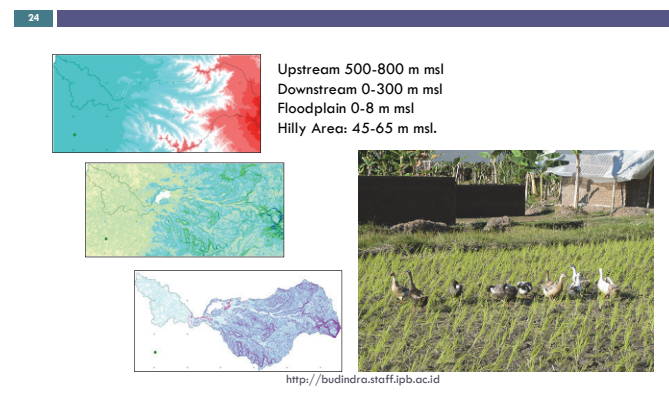 24
Upstream 500-800 m msl
Downstream 0-300 m msl
Floodplain 0-8 m msl
Hilly Area: 45-65 m msl.
http://budindra.staff.ipb.ac.id